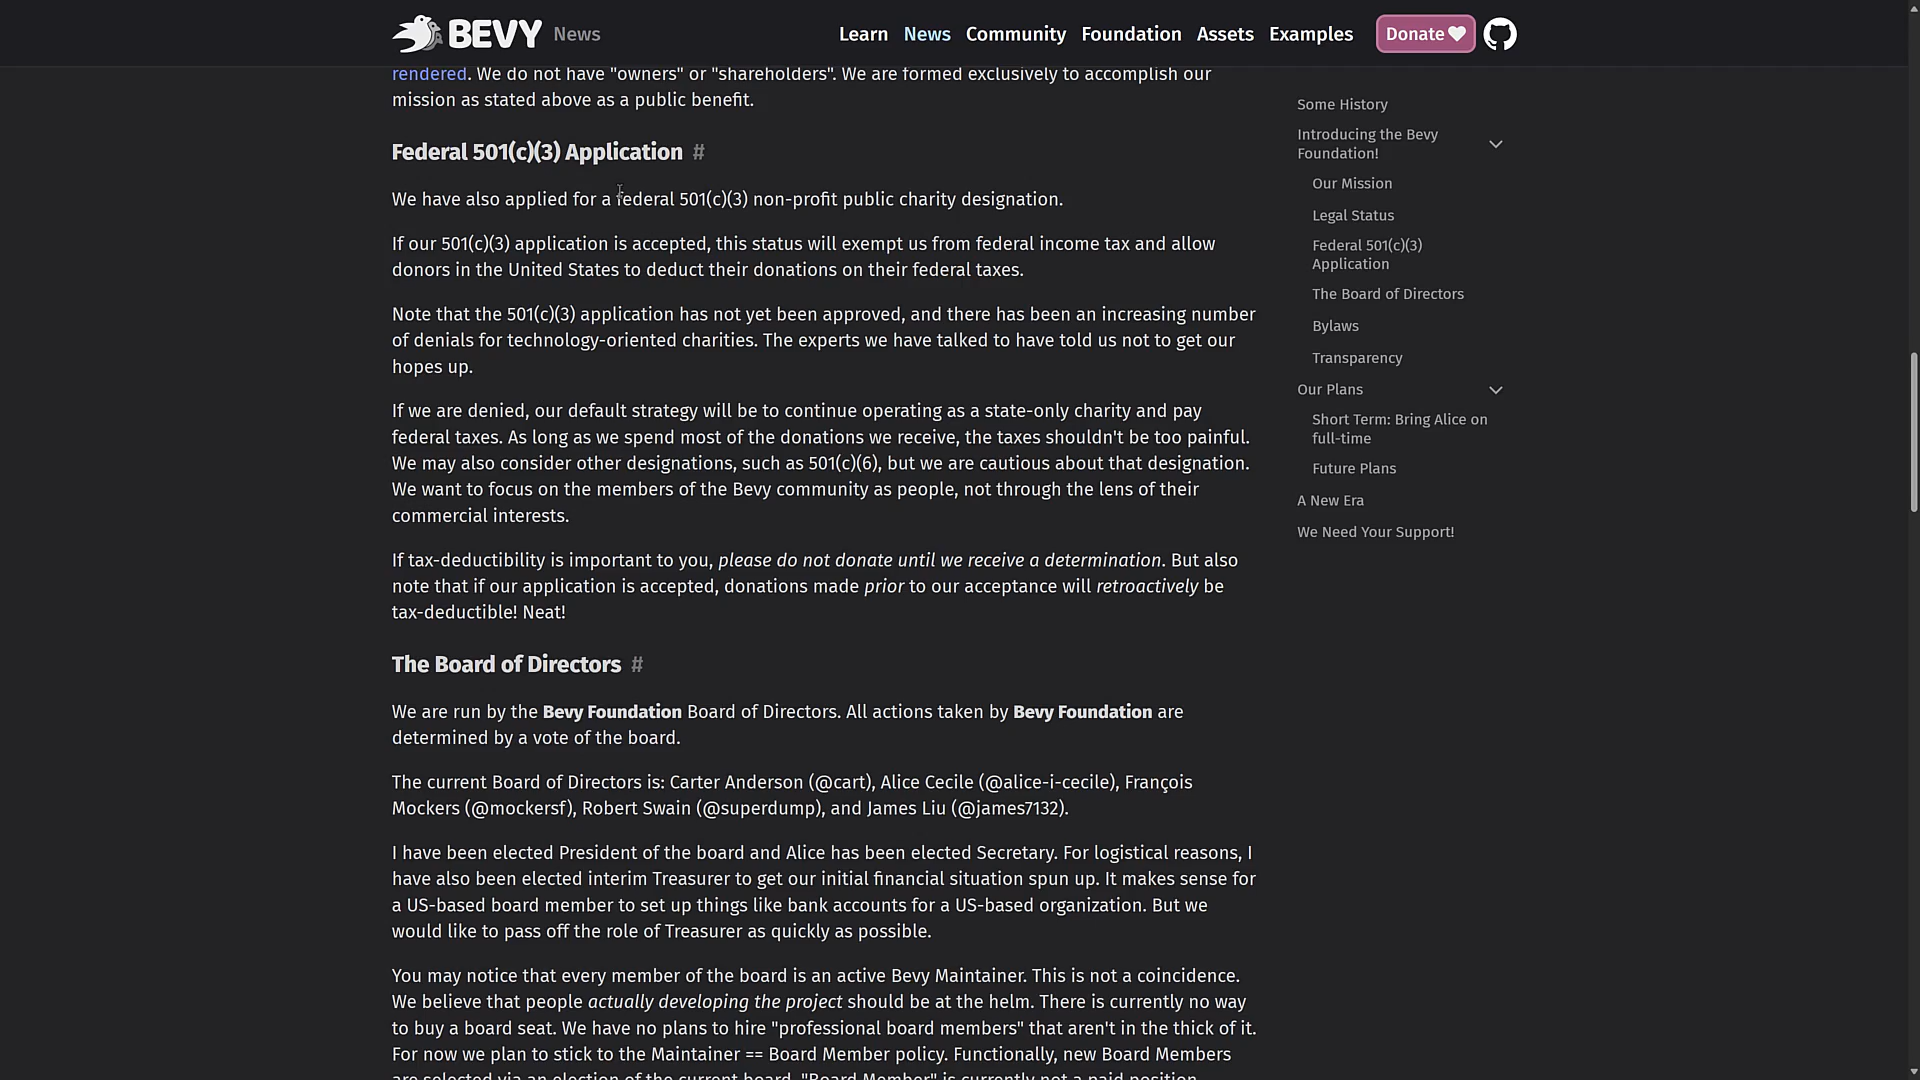 BEVY News
Learn News Community Foundation Assets Examples Donate
rendered. We do not have "owners" or "shareholders". We are formed exclusively to accomplish our
mission as stated above as a public benefit.
Federal 501(c)(3) Application #
We have also applied for a federal 501(c)(3) non-profit public charity designation.
If our 501(c)(3) application is accepted, this status will exempt us from federal income tax and allow
donors in the United States to deduct their donations on their federal taxes.
Note that the 501(c)(3) application has not yet been approved, and there has been an increasing number
of denials for technology-oriented charities. The experts we have talked to have told us not to get our
hopes up.
If we are denied, our default strategy will be to continue operating as a state-only charity and pay
federal taxes. As long as we spend most of the donations we receive, the taxes shouldn't be too painful.
We may also consider other designations, such as 501(c)(6), but we are cautious about that designation.
We want to focus on the members of the Bevy community as people, not through the lens of their
commercial interests.
If tax-deductibility is important to you, please do not donate until we receive a determination. But also
note that if our application is accepted, donations made prior to our acceptance will retroactively be
tax-deductible! Neat!
The Board of Directors #
We are run by the Bevy Foundation Board of Directors. All actions taken by Bevy Foundation are
determined by a vote of the board.
The current Board of Directors is: Carter Anderson (@cart), Alice Cecile (@alice-i-cecile), François
Mockers (@mockersf), Robert Swain (@superdump), and James Liu (@james7132).
I have been elected President of the board and Alice has been elected Secretary. For logistical reasons, I
have also been elected interim Treasurer to get our initial financial situation spun up. It makes sense for
a US-based board member to set up things like bank accounts for a US-based organization. But we
would like to pass off the role of Treasurer as quickly as possible.
You may notice that every member of the board is an active Bevy Maintainer. This is not a coincidence.
We believe that people actually developing the project should be at the helm. There is currently no way
to buy a board seat. We have no plans to hire "professional board members" that aren't in the thick of it.
For now we plan to stick to the Maintainer == Board Member policy. Functionally, new Board Members
are selected via an election of the current board. "Board Member" is currently not a paid position.
Some History
Introducing the Bevy
Foundation!
Our Mission
Legal Status
Federal 501(c)(3)
Application
The Board of Directors
Bylaws
Transparency
Our Plans
Short Term: Bring Alice on
full-time
Future Plans
A New Era
We Need Your Support!